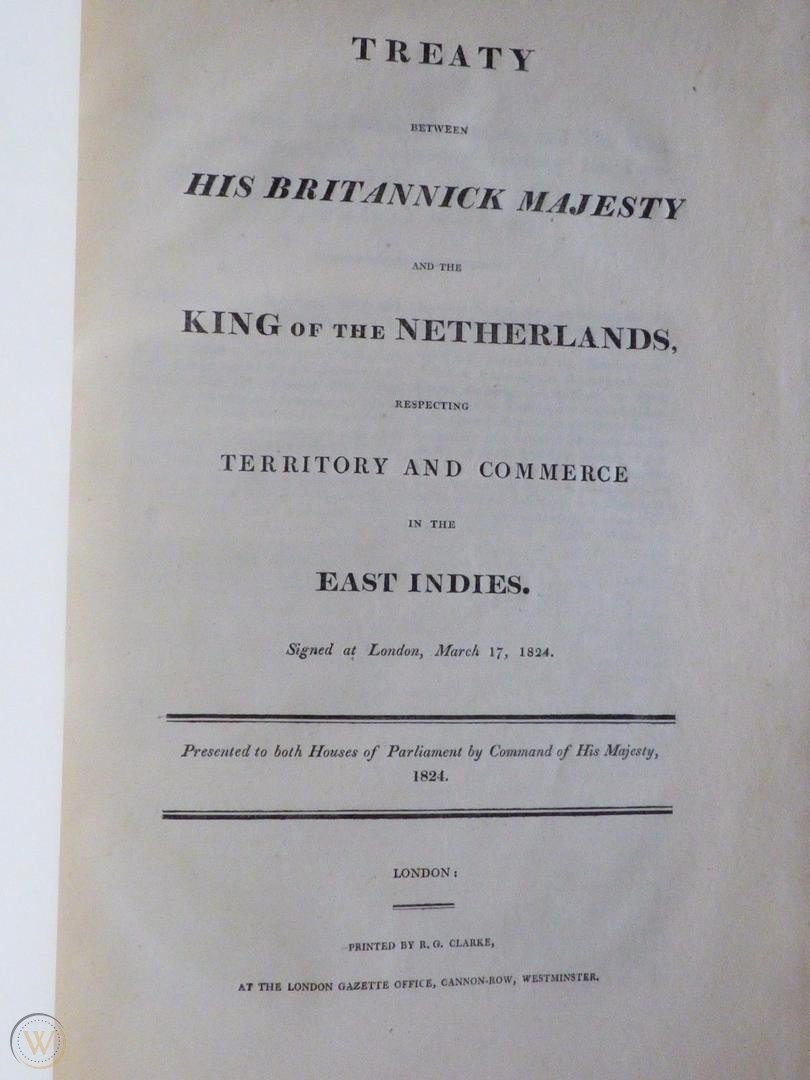 TREATY
BETWEEN
HIS BRITANNICK MAJESTY
AND THE
KING OF THE NETHERLANDS,
RESPECTING
TERRITORY AND COMMERCE
IN THE
EAST INDIES.
Signed at London, March 17, 1824.
Presented to both Houses of Parliament by Command of His Majesty,
1824.
LONDON:
PRINTED BY R. G. CLARKE,
AT THE LONDON GAZETTE OFFICE, CANNON-ROW, WESTMINSTER.
W